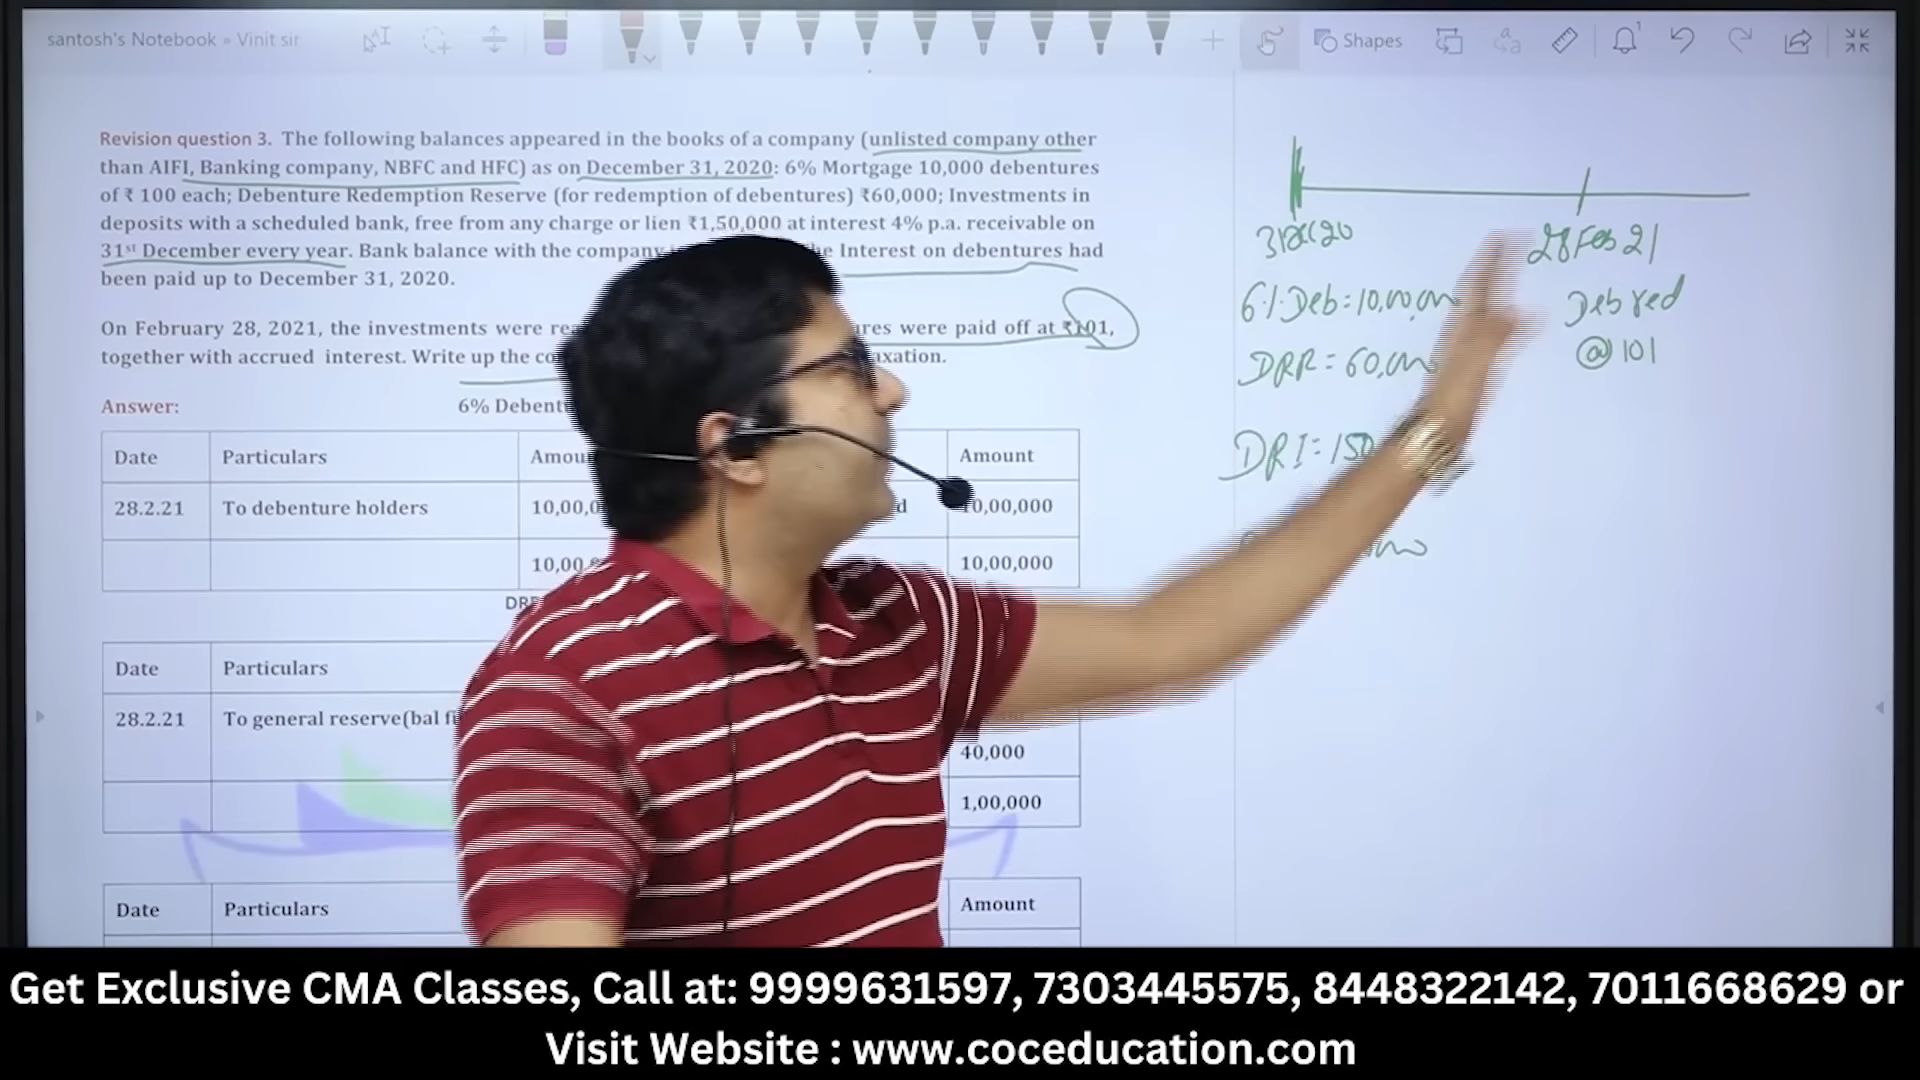 santosh's Notebook » Vinit sir
Shapes
Revision question 3. The following balances appeared in the books of a company (unlisted company other
than AIFI, Banking company, NBFC and HFC) as on December 31, 2020: 6% Mortgage 10,000 debentures
of ₹ 100 each; Debenture Redemption Reserve (for redemption of debentures) ₹60,000; Investments in
deposits with a scheduled bank, free from any charge or lien ₹1,50,000 at interest 4% p.a. receivable on
31st December every year. Bank balance with the company Interest on debentures had
been paid up to December 31, 2020.
On February 28, 2021, the investments were were paid off at ₹101,
together with accrued interest. Write up the
Answer:
6%
Date Particulars Amount
28.2.21 To debenture holders 10,00,000
10,00,000
Date Particulars
28.2.21 To general reserve(bal
40,000
1,00,000
Date Particulars Amount
31 Dec 20
28 Feb 21
6% Deb = 10,00,000
Deb red
@ 101
DRR = 60,000
DRI = 150
Get Exclusive CMA Classes, Call at: 9999631597, 7303445575, 8448322142, 7011668629 or
Visit Website : www.coceducation.com